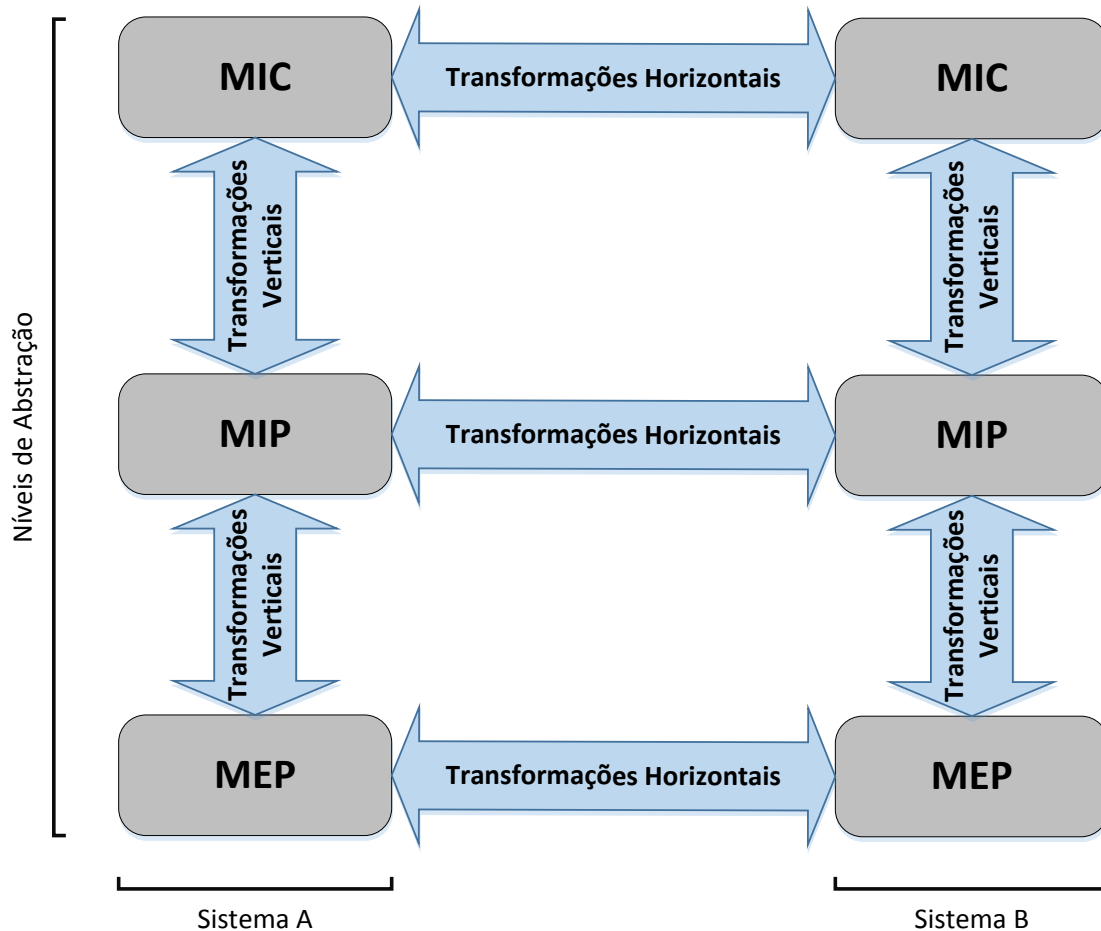 MIC
Transformações Horizontais
MIC
Transformações
Verticais
Transformações
Verticais
Níveis de Abstração
MIP
Transformações Horizontais
MIP
Transformações
Verticais
Transformações
Verticais
MEP
Transformações Horizontais
MEP
Sistema A
Sistema B